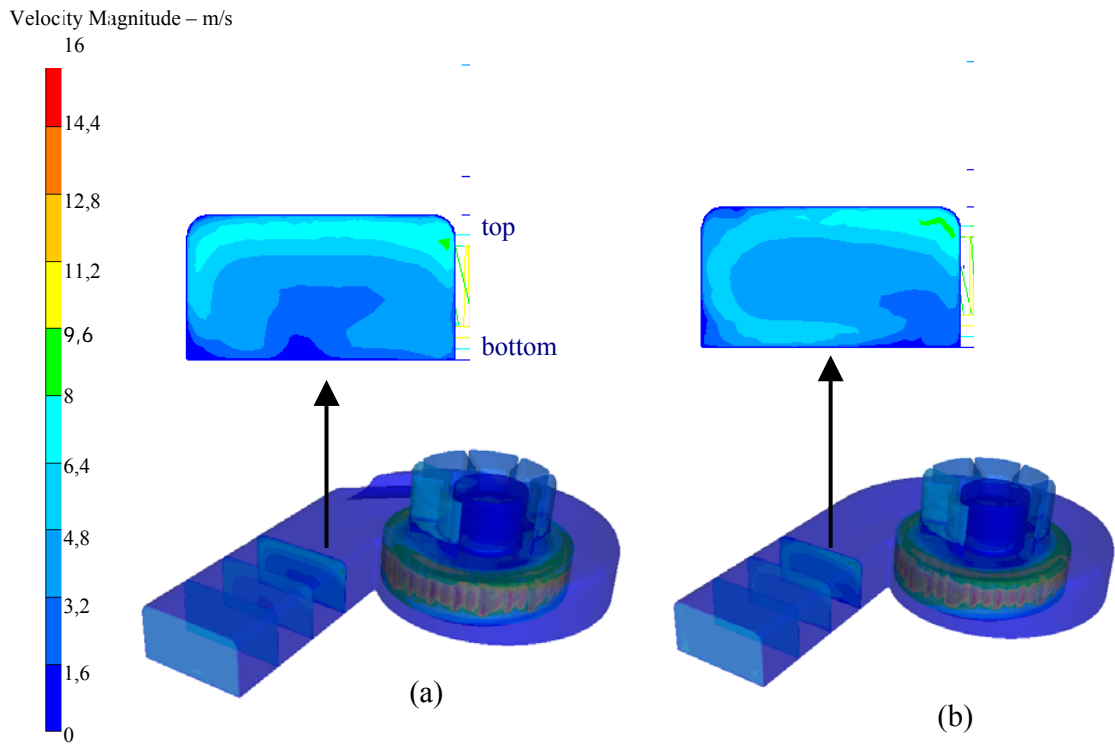 Velocity Magnitude – m/s
16
14,4
12,8
11,2
9,6
8
6,4
4,8
3,2
1,6
0
top
bottom
(a)
(b)